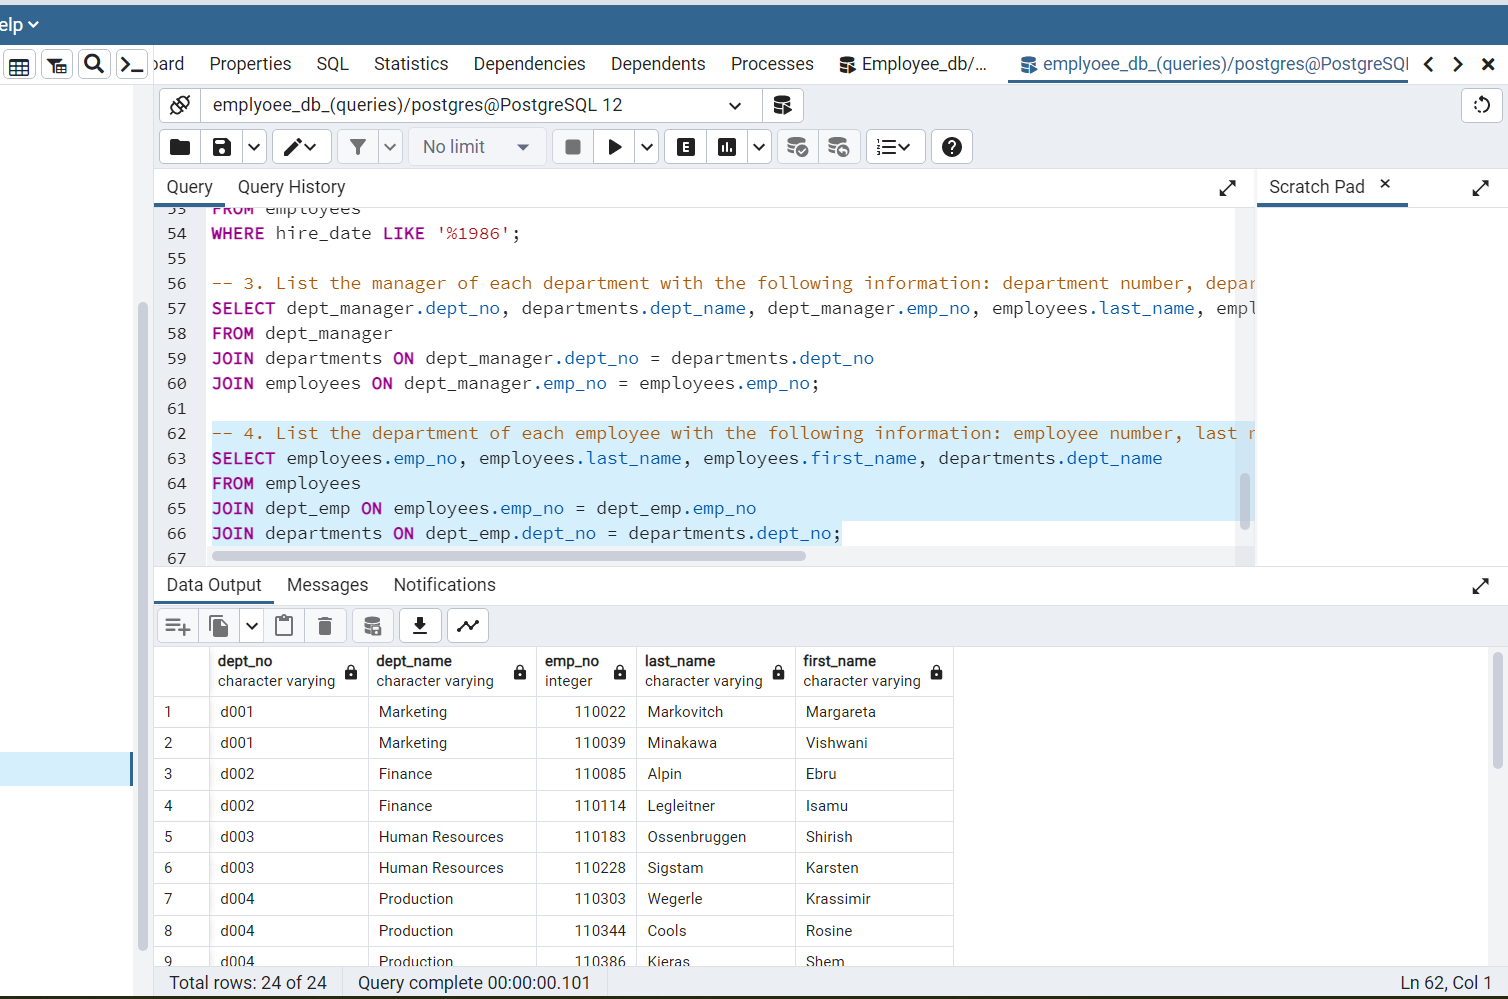 elp
oard Properties SQL Statistics Dependencies Dependents Processes Employee_db/... emplyoee_db_(queries)/postgres@PostgreSQl
emplyoee_db_(queries)/postgres@PostgreSQL 12
No limit
E
Query Query History Scratch Pad
53 FROM employees
54 WHERE hire_date LIKE '%1986';
55
56 -- 3. List the manager of each department with the following information: department number, depar
57 SELECT dept_manager.dept_no, departments.dept_name, dept_manager.emp_no, employees.last_name, empl
58 FROM dept_manager
59 JOIN departments ON dept_manager.dept_no = departments.dept_no
60 JOIN employees ON dept_manager.emp_no = employees.emp_no;
61
62 -- 4. List the department of each employee with the following information: employee number, last n
63 SELECT employees.emp_no, employees.last_name, employees.first_name, departments.dept_name
64 FROM employees
65 JOIN dept_emp ON employees.emp_no = dept_emp.emp_no
66 JOIN departments ON dept_emp.dept_no = departments.dept_no;
67
Data Output Messages Notifications
dept_no dept_name emp_no last_name first_name
character varying character varying integer character varying character varying
1 d001 Marketing 110022 Markovitch Margareta
2 d001 Marketing 110039 Minakawa Vishwani
3 d002 Finance 110085 Alpin Ebru
4 d002 Finance 110114 Legleitner Isamu
5 d003 Human Resources 110183 Ossenbruggen Shirish
6 d003 Human Resources 110228 Sigstam Karsten
7 d004 Production 110303 Wegerle Krassimir
8 d004 Production 110344 Cools Rosine
9 d004 Production 110386 Kieras Shem
Total rows: 24 of 24 Query complete 00:00:00.101 Ln 62, Col 1